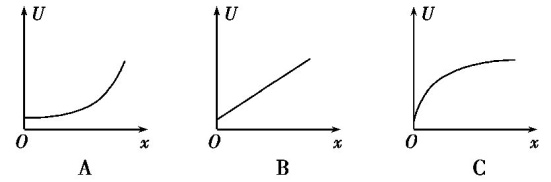 U U U
O x O x O x
A B C